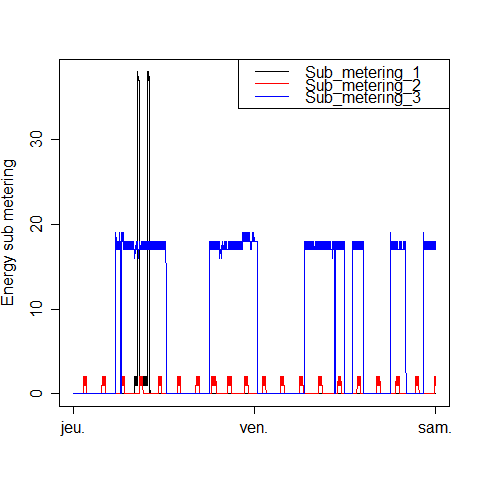 Sub_metering_1
Sub_metering_2
Sub_metering_3
Energy sub metering
30
20
10
0
jeu.
ven.
sam.